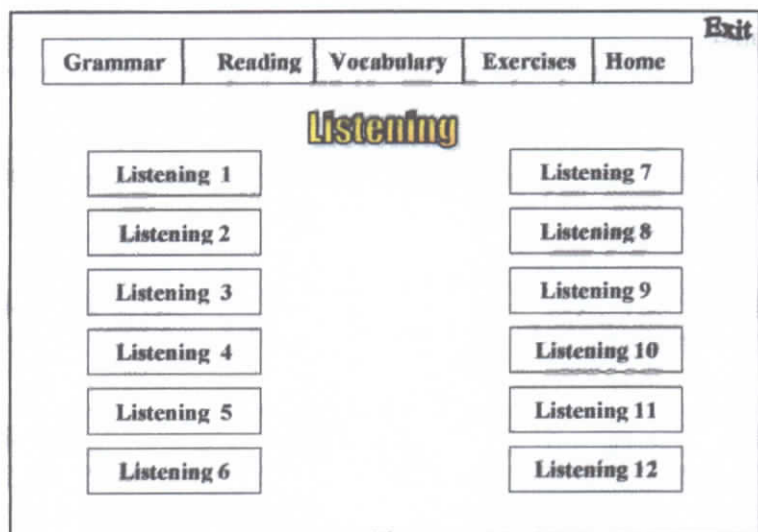 Exit
Grammar Reading Vocabulary Exercises Home
Listening
Listening 1
Listening 2
Listening 3
Listening 4
Listening 5
Listening 6
Listening 7
Listening 8
Listening 9
Listening 10
Listening 11
Listening 12